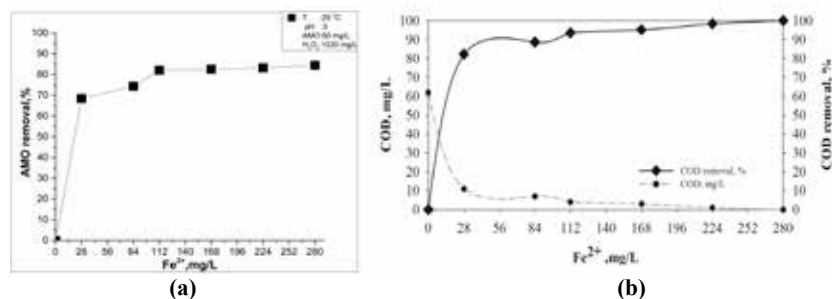 (a)
T 25 °C
pH 3
AMO 50 mg/L
AMO removal,%
100
90
80
70
60
50
40
30
20
10
0
0 28 56 84 112 140 168 196 224 252 280
Fe²⁺,mg/L
(a)
(b)
COD, mg/L
100
90
80
70
60
50
40
30
20
10
0
COD removal, %
COD, mg/L
100
90
80
70
60
50
40
30
20
10
0
COD removal, %
0 28 56 84 112 140 168 196 224 252 280
Fe²⁺ ,mg/L
(b)